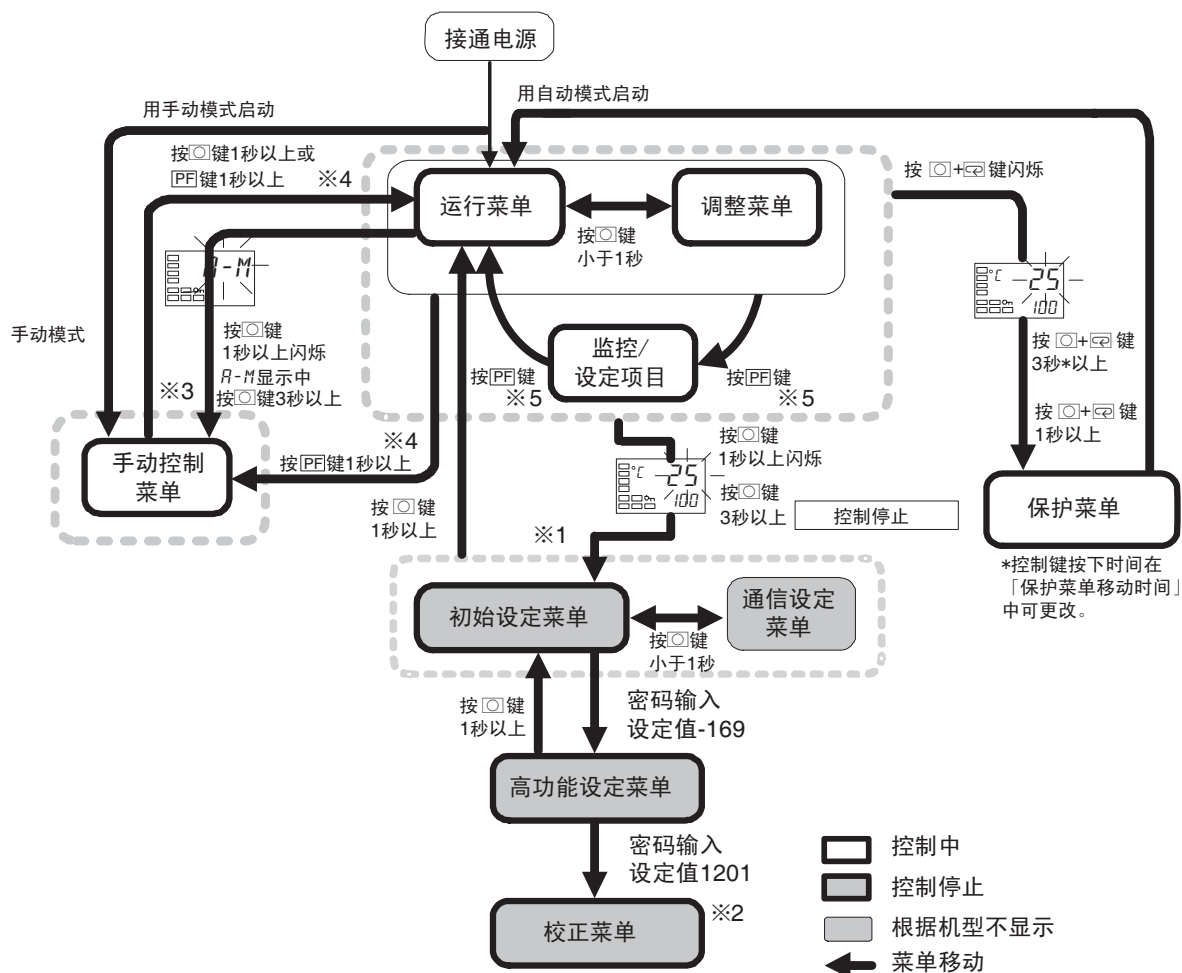 接通电源
用手动模式启动
用自动模式启动
按○键1秒以上或
PF键1秒以上
※4
运行菜单
调整菜单
按○键
小于1秒
按○+键闪烁
A-M
℃ 25
100
手动模式
按○键
1秒以上闪烁
A-M显示中
按○键3秒以上
※3
监控/
设定项目
按PF键
※5
按PF键
※5
按○+键
3秒*以上
按○+键
1秒以上
手动控制
菜单
※4
按PF键1秒以上
按○键
1秒以上闪烁
℃ 25
100
按○键
3秒以上
控制停止
保护菜单
按○键
1秒以上
※1
*控制键按下时间在
「保护菜单移动时间」
中可更改。
初始设定菜单
通信设定
菜单
按○键
小于1秒
按○键
1秒以上
密码输入
设定值-169
高功能设定菜单
密码输入
设定值1201
校正菜单
※2
控制中
控制停止
根据机型不显示
菜单移动